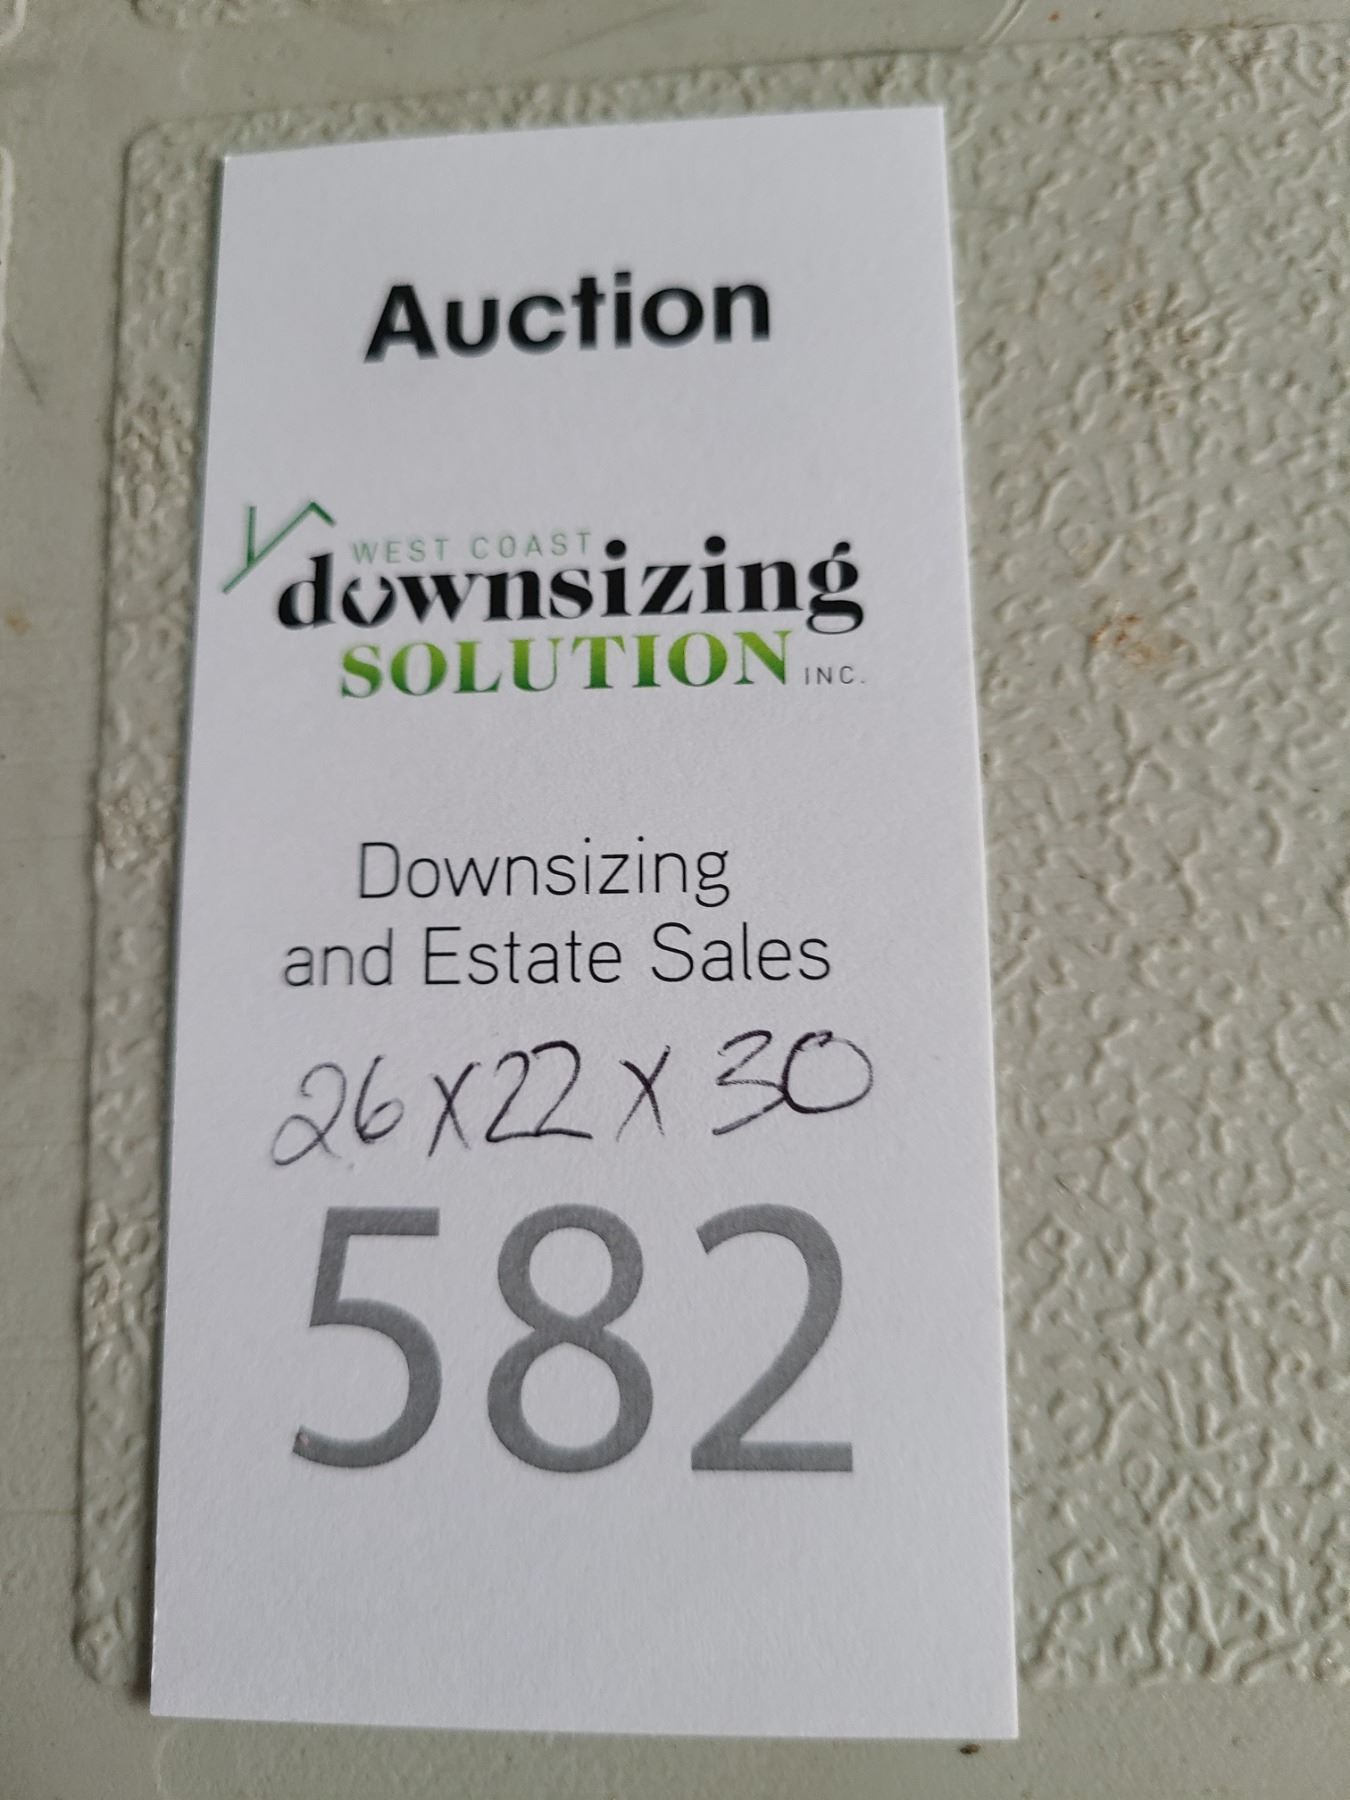 Auction
WEST COAST
downsizing
SOLUTION INC.
Downsizing
and Estate Sales
26 x 22 x 30
582